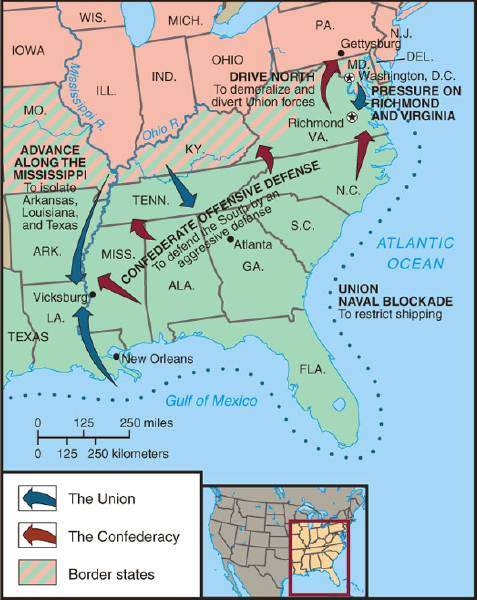 WIS.
MICH.
PA.
N.J.
Gettysburg
IOWA
OHIO
MD.
DEL.
ILL.
IND.
DRIVE NORTH
To demeralize and
divert Union forces
Washington, D.C.
PRESSURE ON
RICHMOND
AND VIRGINIA
Mississippi R.
Ohio R.
MO.
Richmond
VA.
KY.
ADVANCE
ALONG THE
MISSISSIPPI
To isolate
Arkansas,
Louisiana,
and Texas
CONFEDERATE OFFENSIVE DEFENSE
To defend the South by an
aggressive defense
N.C.
TENN.
S.C.
Atlanta
ATLANTIC
OCEAN
ARK.
MISS.
ALA.
GA.
UNION
NAVAL BLOCKADE
To restrict shipping
Vicksburg
LA.
TEXAS
New Orleans
FLA.
Gulf of Mexico
0 125 250 miles
0 125 250 kilometers
The Union
The Confederacy
Border states